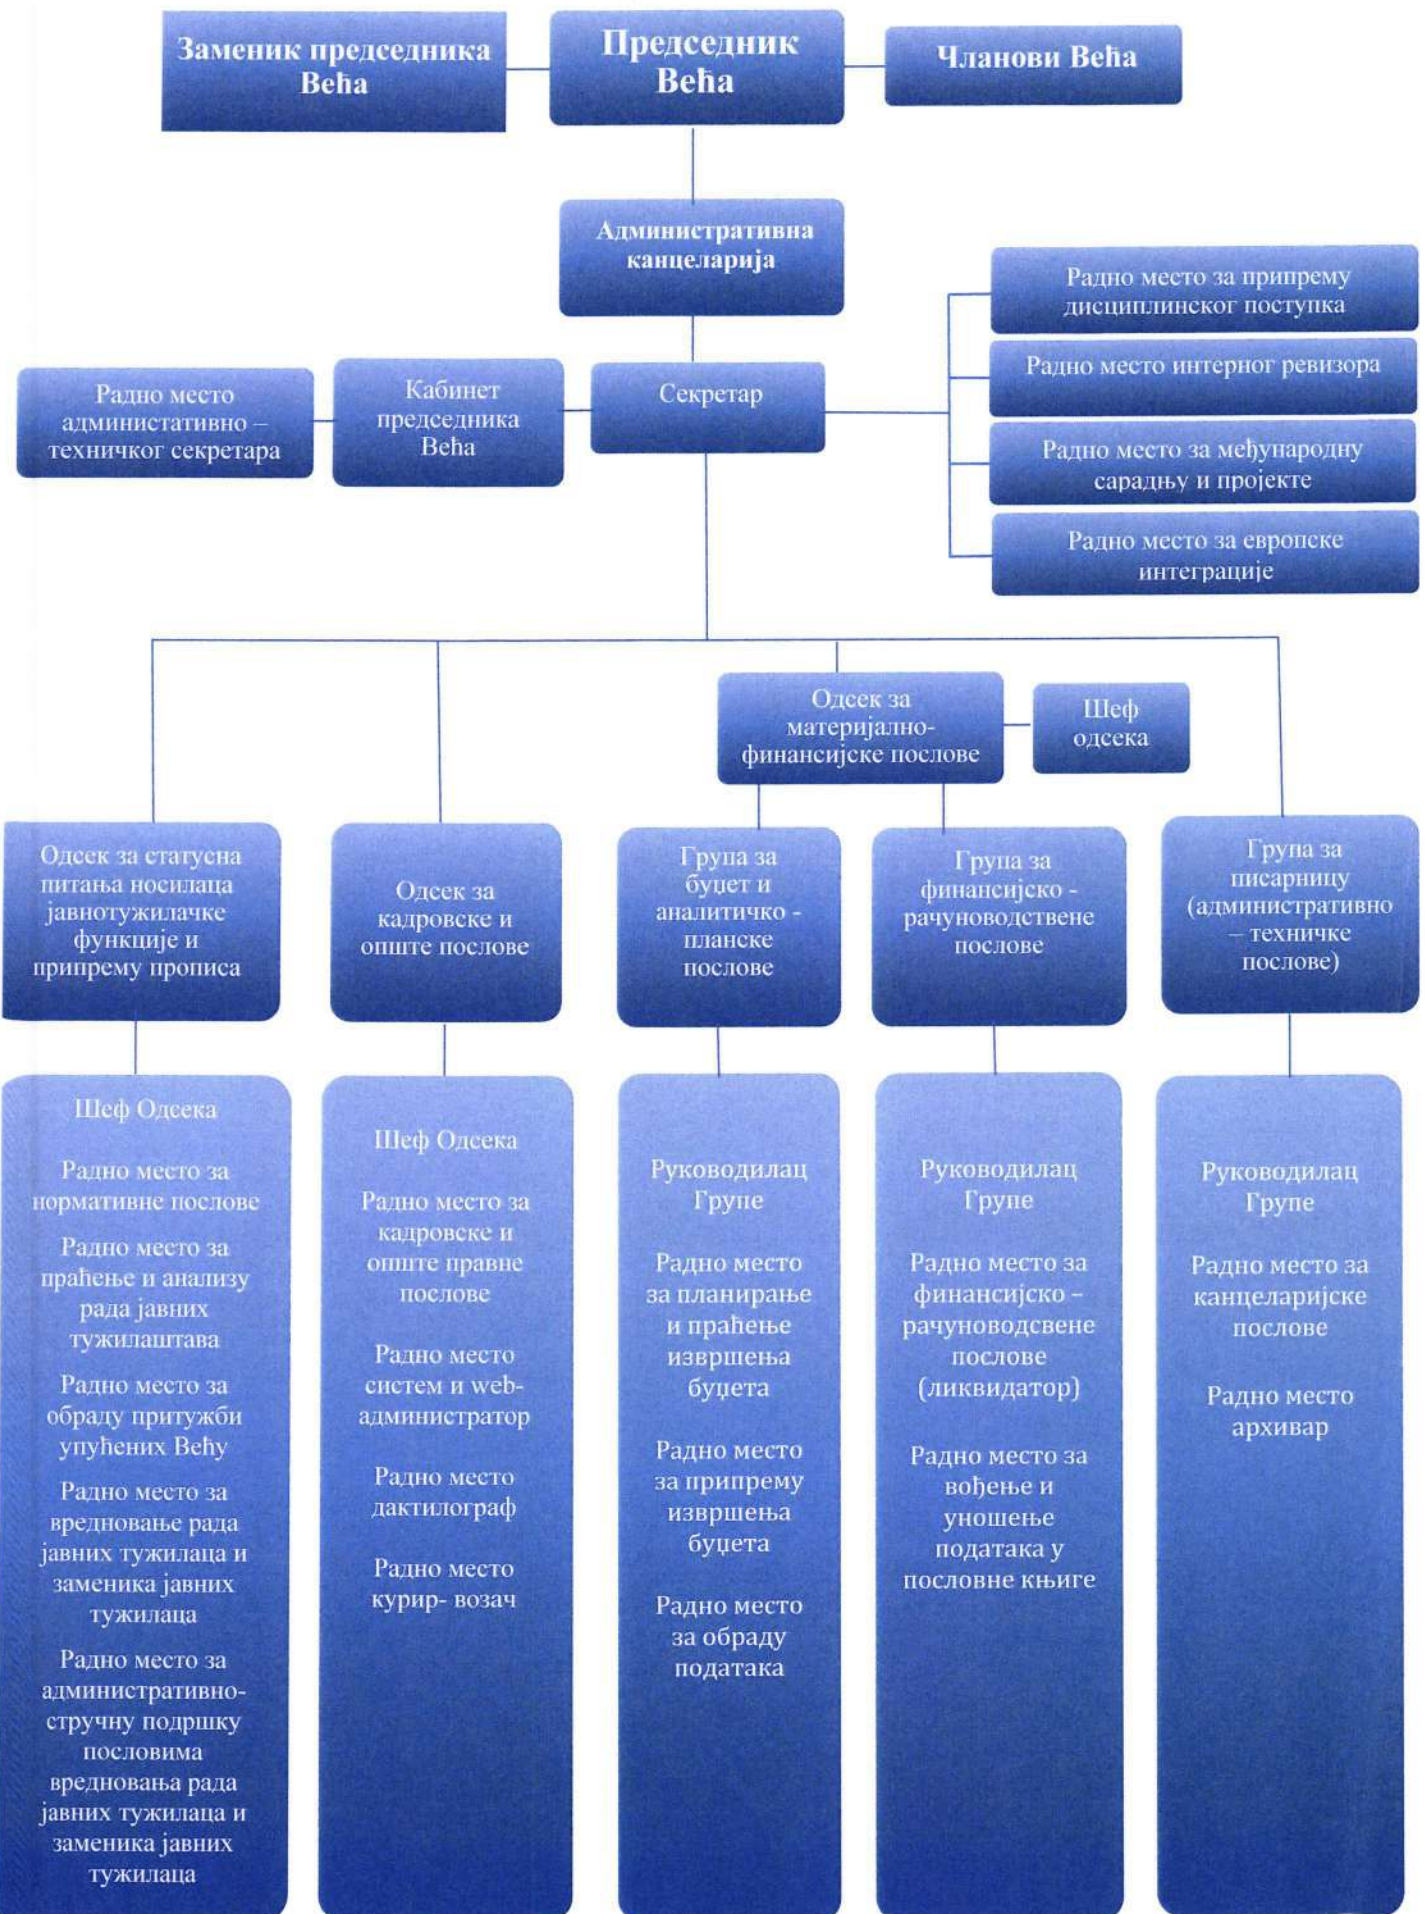 Заменик председника
Већа
Председник
Већа
Чланови Већа
Административна
канцеларија
Радно место за припрему
дисциплинског поступка
Радно место интерног ревизора
Радно место за међународну
сарадњу и пројекте
Радно место за европске
интеграције
Радно место
администативно –
техничког секретара
Кабинет
председника
Већа
Секретар
Одсек за
материјално-
финансијске послове
Шеф
одсека
Одсек за статусна
питања носилаца
јавнотужилачке
функције и
припрему прописа
Одсек за
кадровске и
опште послове
Група за
буџет и
аналитичко -
планске
послове
Група за
финансијско -
рачуноводствене
послове
Група за
писарницу
(административно
– техничке
послове)
Шеф Одсека
Радно место за
нормативне послове
Радно место за
праћење и анализу
рада јавних
тужилаштава
Радно место за
обраду притужби
упућених Већу
Радно место за
вредновање рада
јавних тужилаца и
заменика јавних
тужилаца
Радно место за
административно-
стручну подршку
пословима
вредновања рада
јавних тужилаца и
заменика јавних
тужилаца
Шеф Одсека
Радно место за
кадровске и
опште правне
послове
Радно место
систем и web-
администратор
Радно место
дактилограф
Радно место
курир- возач
Руководилац
Групе
Радно место
за планирање
и праћење
извршења
буџета
Радно место
за припрему
извршења
буџета
Радно место
за обраду
података
Руководилац
Групе
Радно место за
финансијско –
рачуноводсвене
послове
(ликвидатор)
Радно место за
вођење и
уношење
података у
пословне књиге
Руководилац
Групе
Радно место за
канцеларијске
послове
Радно место
архивар